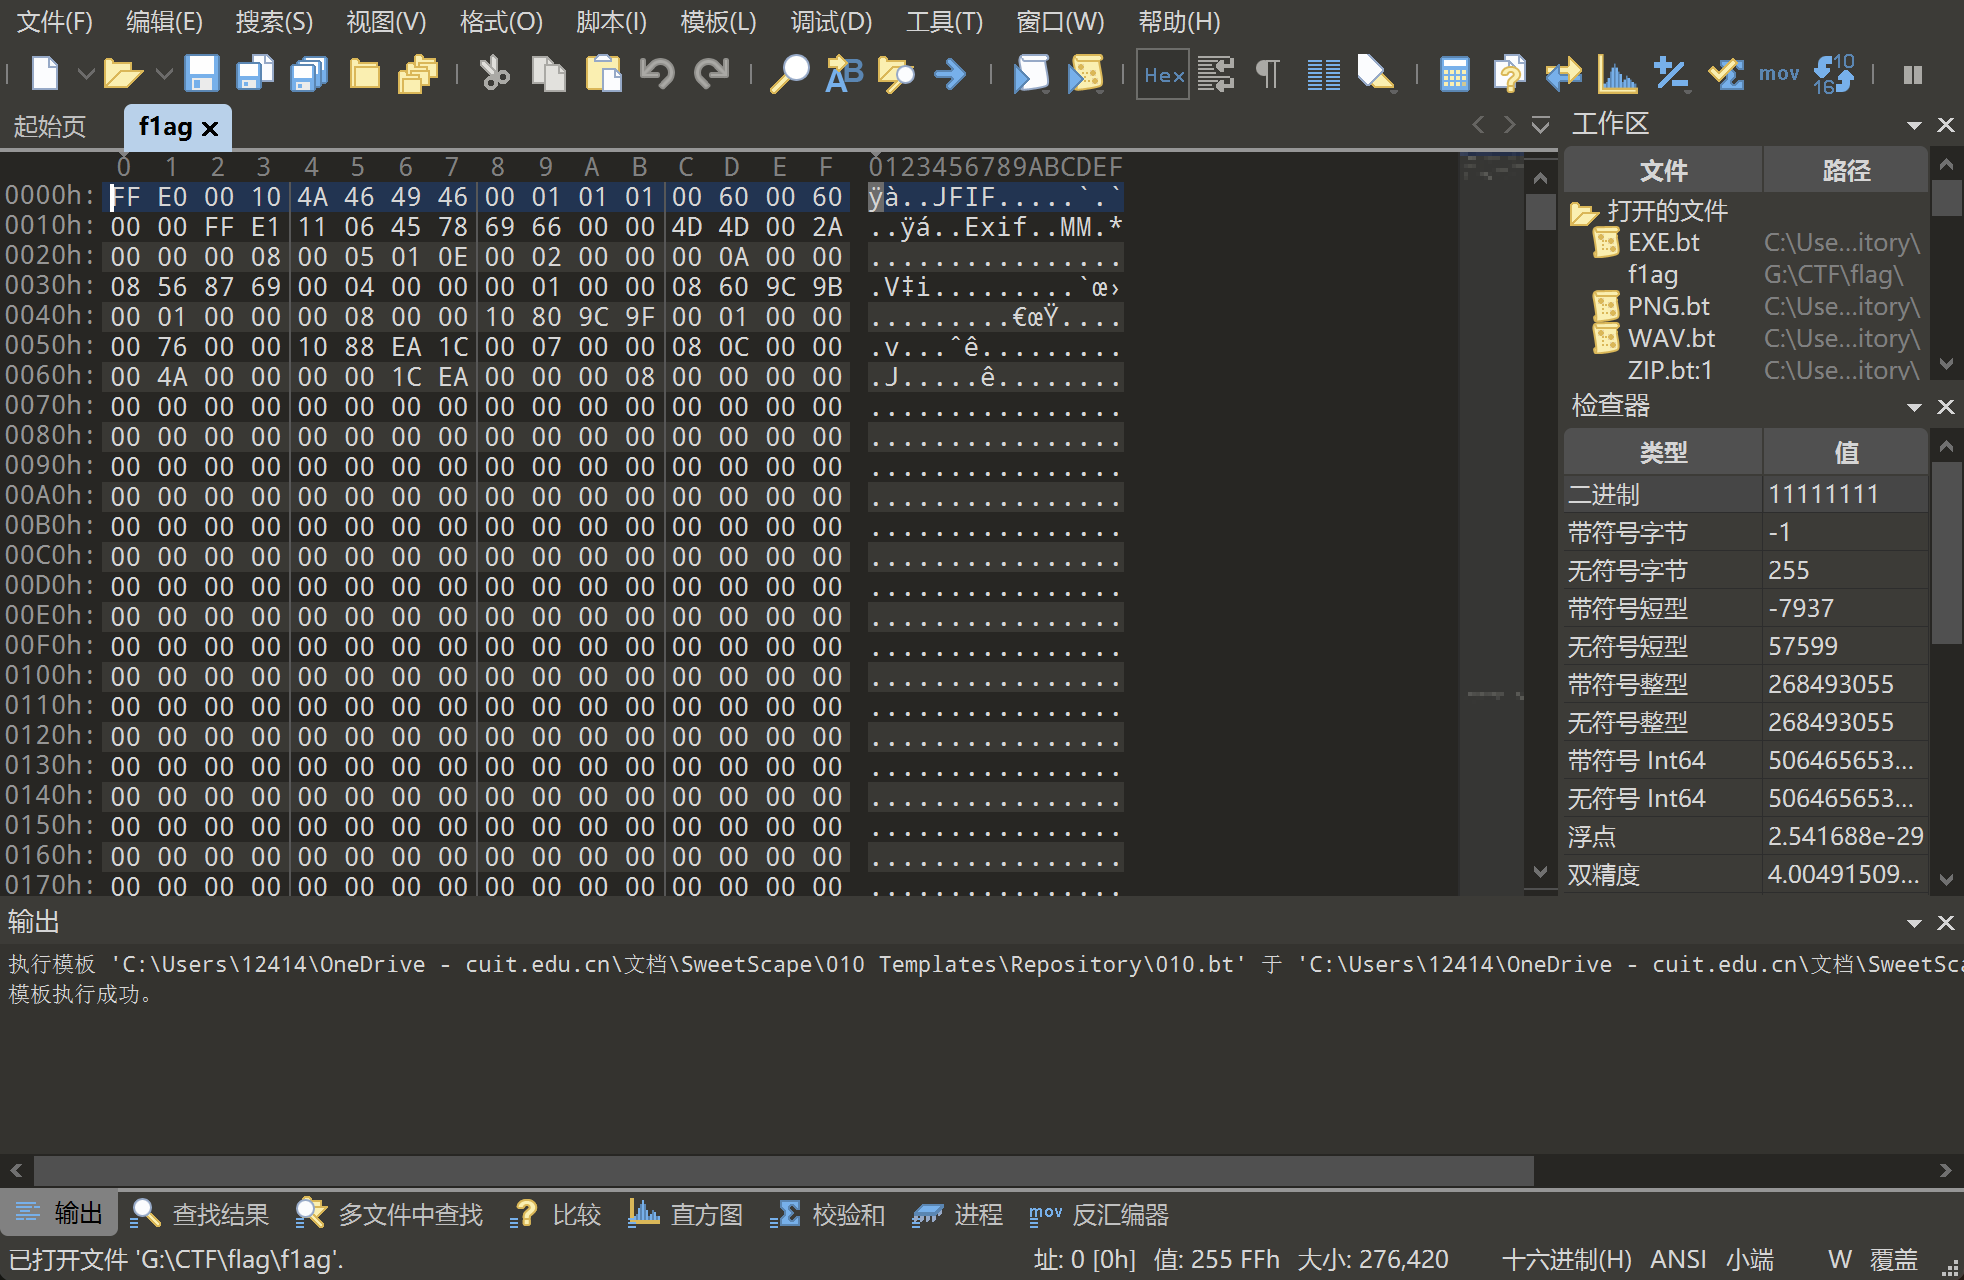 文件(F) 编辑(E) 搜索(S) 视图(V) 格式(O) 脚本(I) 模板(L) 调试(D) 工具(T) 窗口(W) 帮助(H)
A B Hex mov 10 16
起始页 f1ag
0 1 2 3 4 5 6 7 8 9 A B C D E F 0123456789ABCDEF
0000h: FF E0 00 10 4A 46 49 46 00 01 01 01 00 60 00 60 ÿà..JFIF.....`.`
0010h: 00 00 FF E1 11 06 45 78 69 66 00 00 4D 4D 00 2A ..ÿá..Exif..MM.*
0020h: 00 00 00 08 00 05 01 0E 00 02 00 00 00 0A 00 00 ................
0030h: 08 56 87 69 00 04 00 00 00 01 00 00 08 60 9C 9B .V‡i.........`œ›
0040h: 00 01 00 00 00 08 00 00 10 80 9C 9F 00 01 00 00 .........€œŸ....
0050h: 00 76 00 00 10 88 EA 1C 00 07 00 00 08 0C 00 00 .v...ˆê.........
0060h: 00 4A 00 00 00 00 1C EA 00 00 00 08 00 00 00 00 .J.....ê........
0070h: 00 00 00 00 00 00 00 00 00 00 00 00 00 00 00 00 ................
0080h: 00 00 00 00 00 00 00 00 00 00 00 00 00 00 00 00 ................
0090h: 00 00 00 00 00 00 00 00 00 00 00 00 00 00 00 00 ................
00A0h: 00 00 00 00 00 00 00 00 00 00 00 00 00 00 00 00 ................
00B0h: 00 00 00 00 00 00 00 00 00 00 00 00 00 00 00 00 ................
00C0h: 00 00 00 00 00 00 00 00 00 00 00 00 00 00 00 00 ................
00D0h: 00 00 00 00 00 00 00 00 00 00 00 00 00 00 00 00 ................
00E0h: 00 00 00 00 00 00 00 00 00 00 00 00 00 00 00 00 ................
00F0h: 00 00 00 00 00 00 00 00 00 00 00 00 00 00 00 00 ................
0100h: 00 00 00 00 00 00 00 00 00 00 00 00 00 00 00 00 ................
0110h: 00 00 00 00 00 00 00 00 00 00 00 00 00 00 00 00 ................
0120h: 00 00 00 00 00 00 00 00 00 00 00 00 00 00 00 00 ................
0130h: 00 00 00 00 00 00 00 00 00 00 00 00 00 00 00 00 ................
0140h: 00 00 00 00 00 00 00 00 00 00 00 00 00 00 00 00 ................
0150h: 00 00 00 00 00 00 00 00 00 00 00 00 00 00 00 00 ................
0160h: 00 00 00 00 00 00 00 00 00 00 00 00 00 00 00 00 ................
0170h: 00 00 00 00 00 00 00 00 00 00 00 00 00 00 00 00 ................
工作区
文件 路径
打开的文件
EXE.bt C:\Use...itory\
f1ag G:\CTF\flag\
PNG.bt C:\Use...itory\
WAV.bt C:\Use...itory\
ZIP.bt:1 C:\Use...itory\
检查器
类型 值
二进制 11111111
带符号字节 -1
无符号字节 255
带符号短型 -7937
无符号短型 57599
带符号整型 268493055
无符号整型 268493055
带符号 Int64 506465653...
无符号 Int64 506465653...
浮点 2.541688e-29
双精度 4.00491509...
输出
执行模板 'C:\Users\12414\OneDrive - cuit.edu.cn\文档\SweetScape\010 Templates\Repository\010.bt' 于 'C:\Users\12414\OneDrive - cuit.edu.cn\文档\SweetSca
模板执行成功。
输出 查找结果 多文件中查找 比较 直方图 校验和 进程 mov 反汇编器
已打开文件 'G:\CTF\flag\f1ag'. 址: 0 [0h] 值: 255 FFh 大小: 276,420 十六进制(H) ANSI 小端 W 覆盖